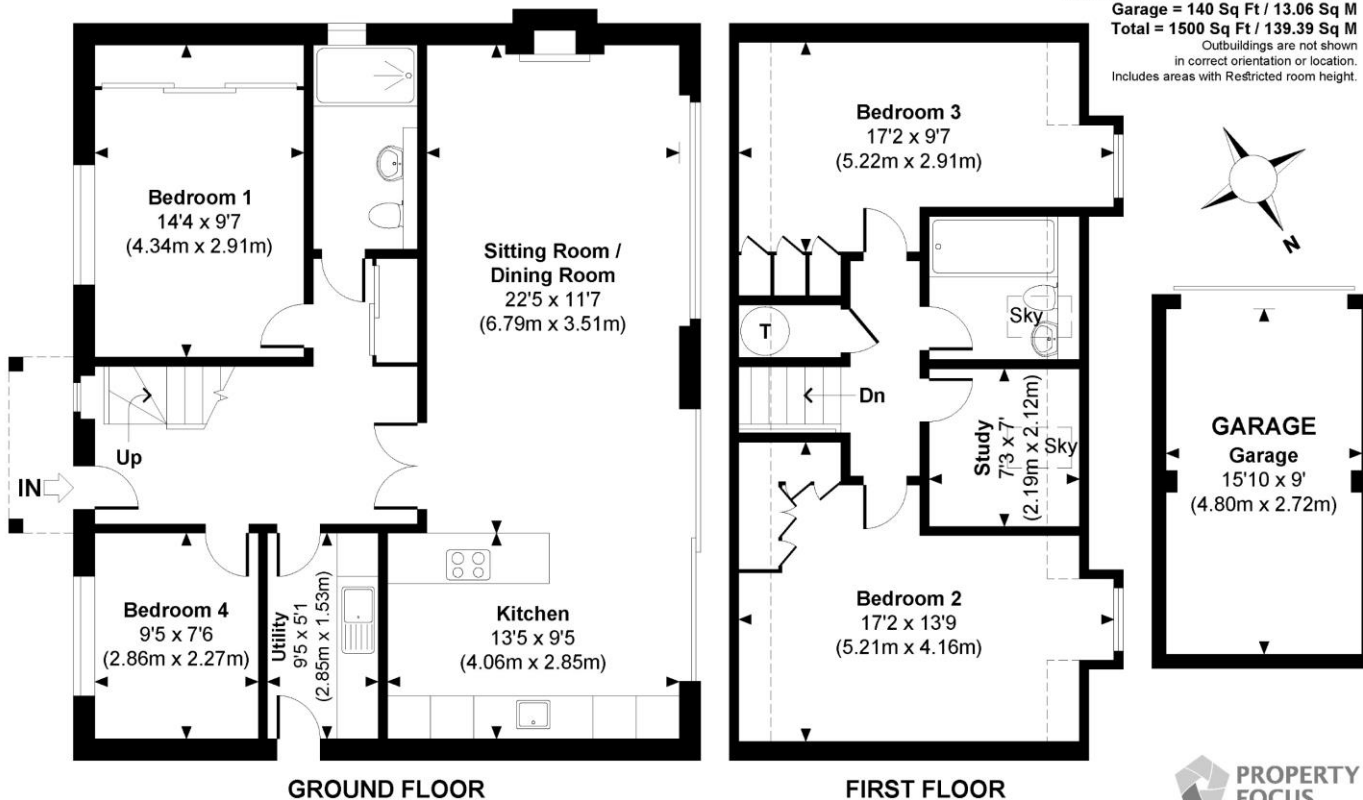 Garage = 140 Sq Ft / 13.06 Sq M
Total = 1500 Sq Ft / 139.39 Sq M
Outbuildings are not shown
in correct orientation or location.
Includes areas with Restricted room height.
Bedroom 1
14'4 x 9'7
(4.34m x 2.91m)
Sitting Room /
Dining Room
22'5 x 11'7
(6.79m x 3.51m)
Up
IN
Bedroom 4
9'5 x 7'6
(2.86m x 2.27m)
Utility
9'5 x 5'1
(2.85m x 1.53m)
Kitchen
13'5 x 9'5
(4.06m x 2.85m)
GROUND FLOOR
Bedroom 3
17'2 x 9'7
(5.22m x 2.91m)
T
Sky
Dn
Study
7'3 x 7'
(2.19m x 2.12m)
Sky
Bedroom 2
17'2 x 13'9
(5.21m x 4.16m)
FIRST FLOOR
N
GARAGE
Garage
15'10 x 9'
(4.80m x 2.72m)
PROPERTY
FOCUS